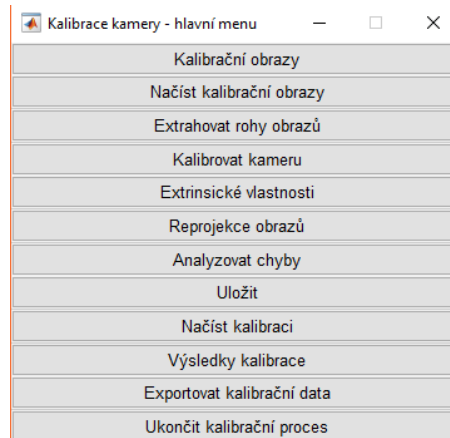 Kalibrace kamery - hlavní menu
Kalibrační obrazy
Načíst kalibrační obrazy
Extrahovat rohy obrazů
Kalibrovat kameru
Extrinsické vlastnosti
Reprojekce obrazů
Analyzovat chyby
Uložit
Načíst kalibraci
Výsledky kalibrace
Exportovat kalibrační data
Ukončit kalibrační proces